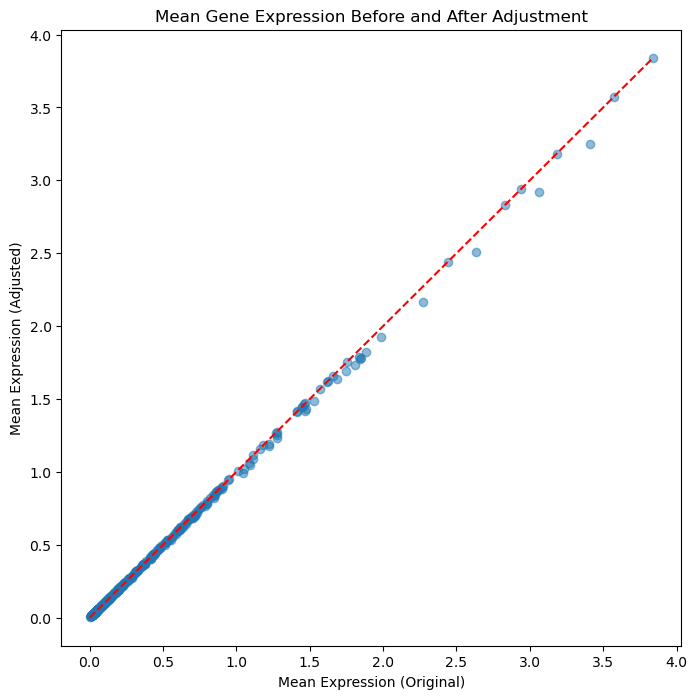 Mean Gene Expression Before and After Adjustment
4.0
3.5
3.0
2.5
2.0
1.5
1.0
0.5
0.0
Mean Expression (Adjusted)
0.0 0.5 1.0 1.5 2.0 2.5 3.0 3.5 4.0
Mean Expression (Original)